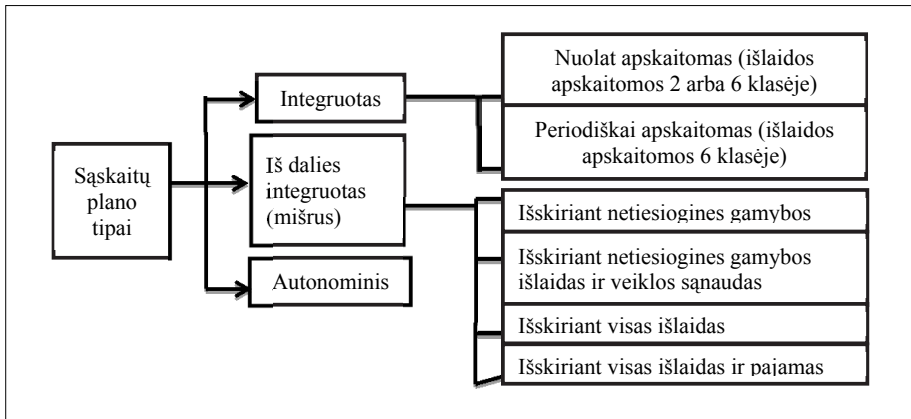 Sąskaitų
plano
tipai
Integruotas
Iš dalies
integruotas
(mišrus)
Autonominis
Nuolat apskaitomas (išlaidos
apskaitomos 2 arba 6 klasėje)
Periodiškai apskaitomas (išlaidos
apskaitomos 6 klasėje)
Išskiriant netiesiogines gamybos
Išskiriant netiesiogines gamybos
išlaidas ir veiklos sąnaudas
Išskiriant visas išlaidas
Išskiriant visas išlaidas ir pajamas